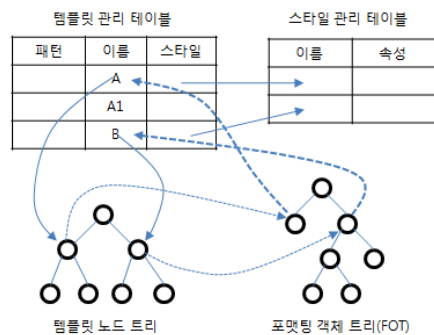 템플릿 관리 테이블
스타일 관리 테이블
패턴 이름 스타일
이름 속성
A
A1
B
템플릿 노드 트리
포맷팅 객체 트리(FOT)